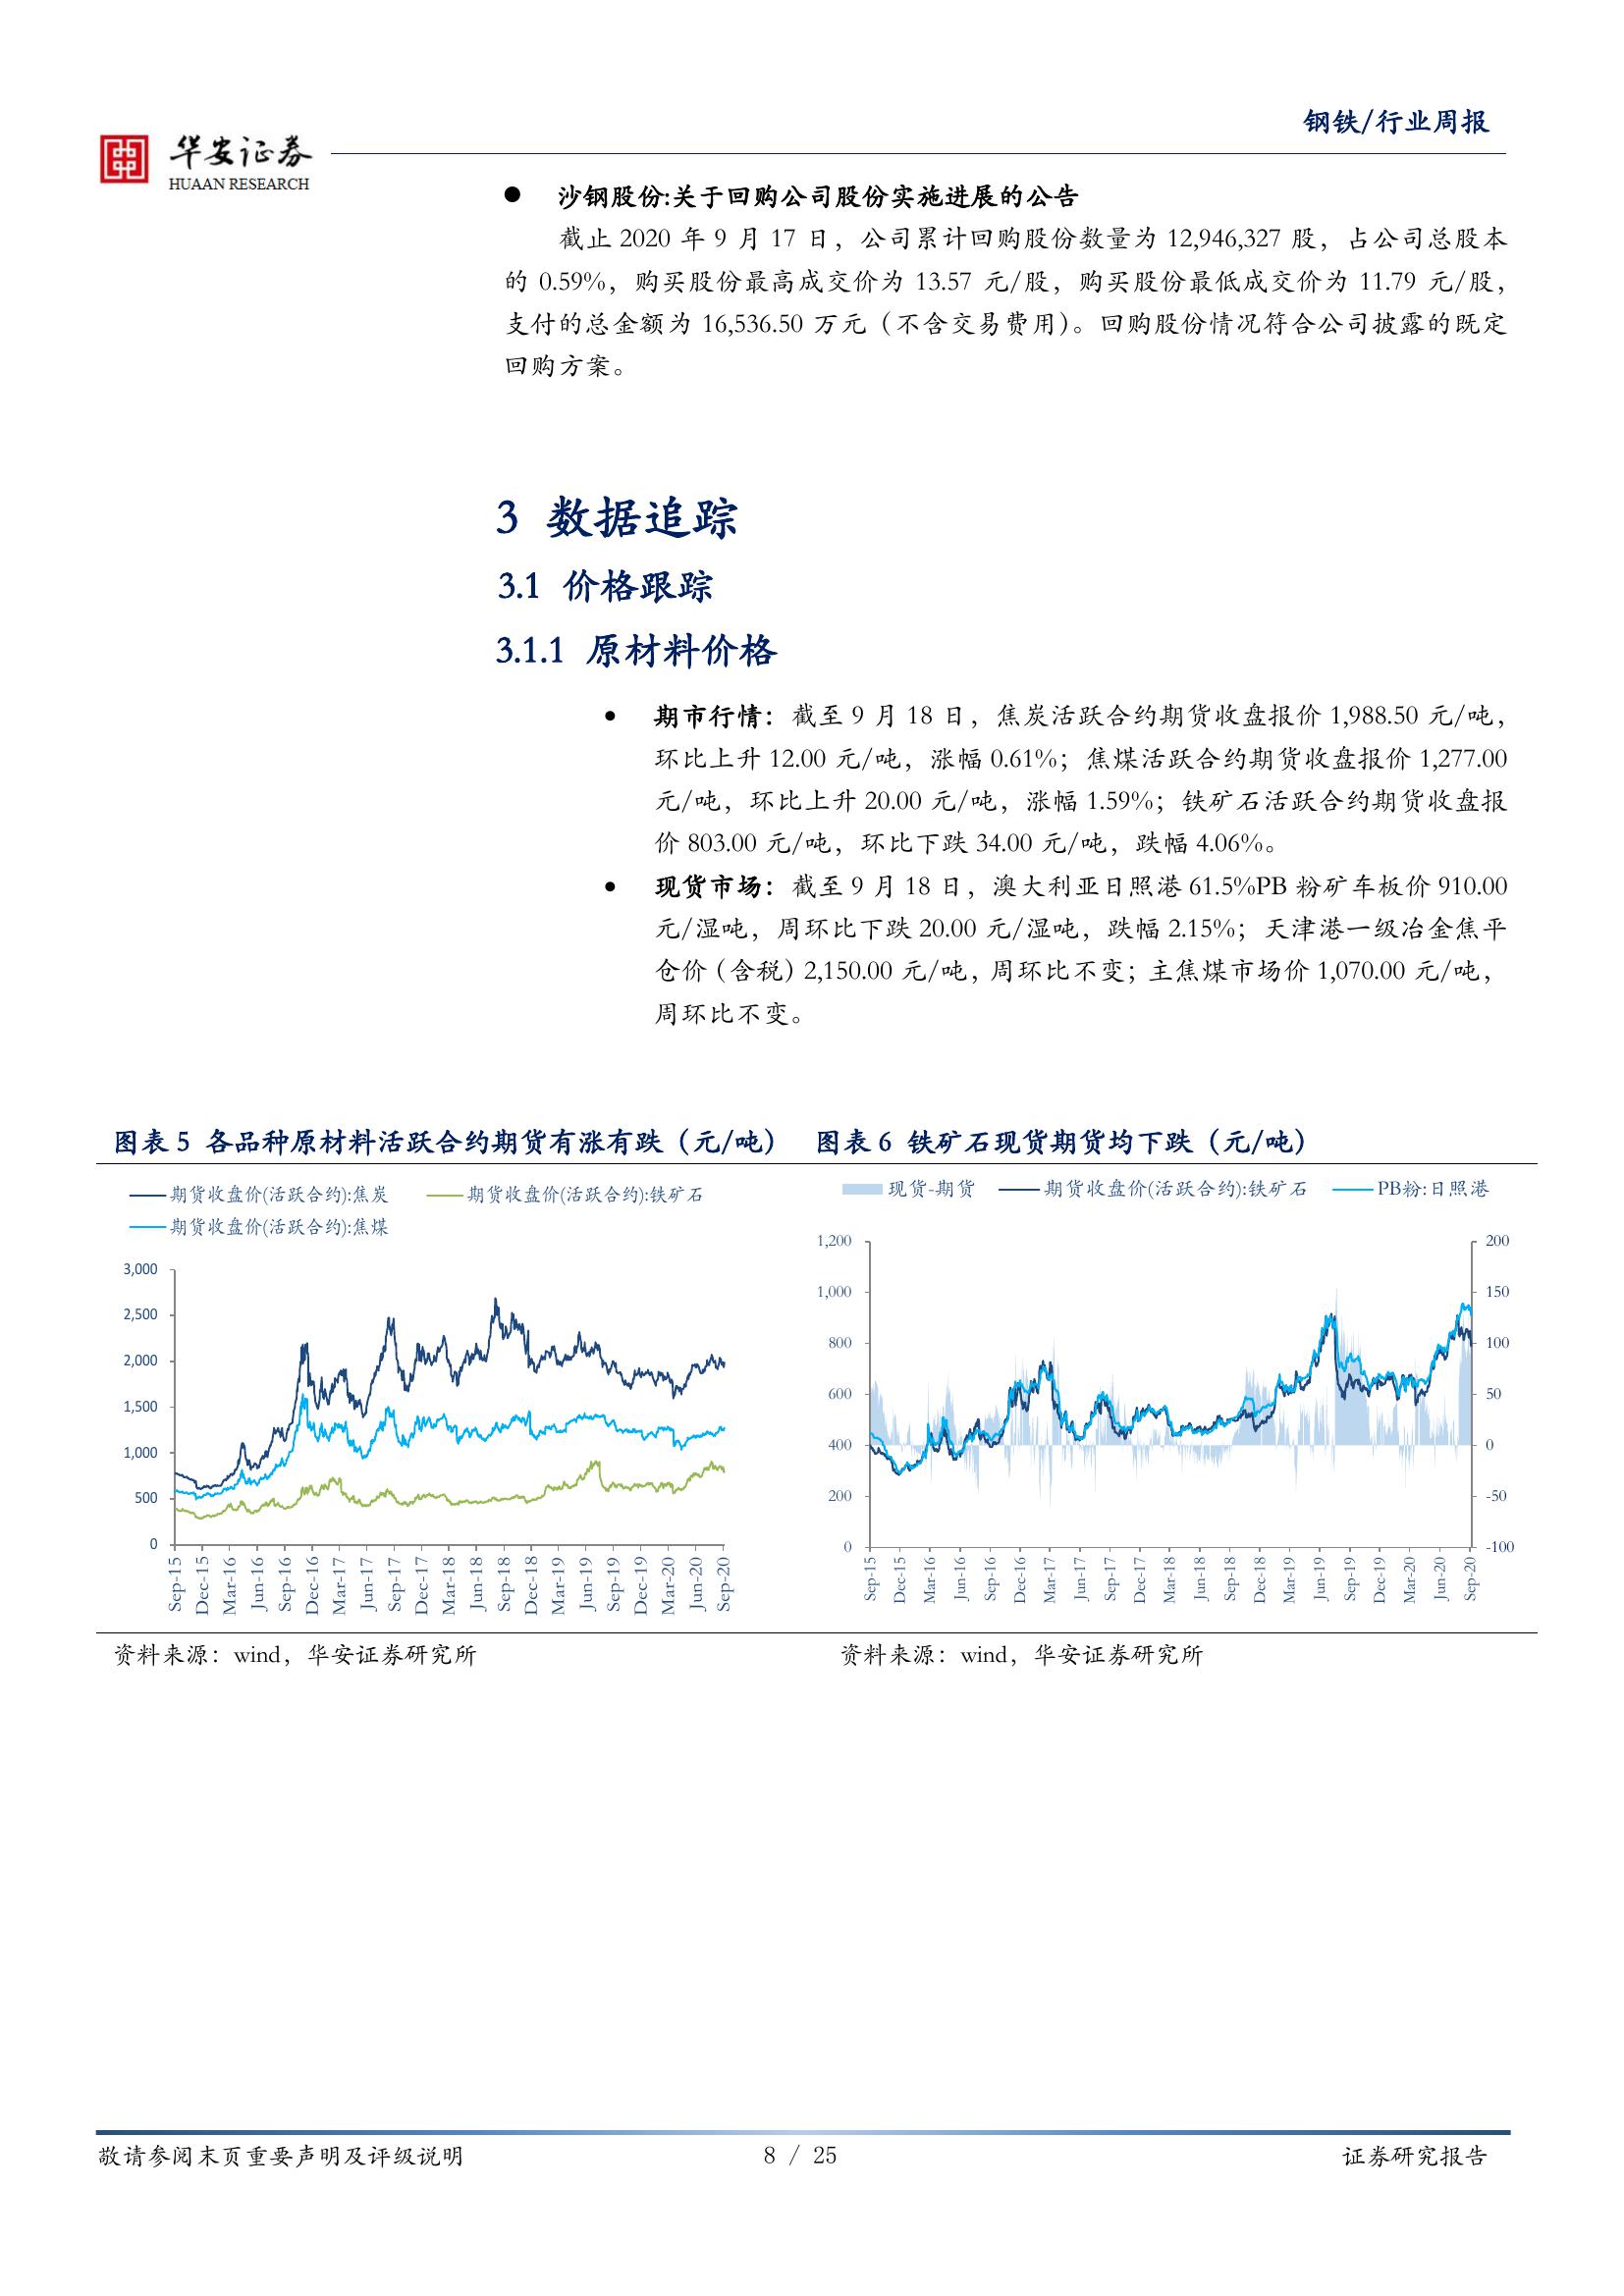 钢铁/行业周报
华安证券
HUAAN RESEARCH
● 沙钢股份:关于回购公司股份实施进展的公告
截止 2020 年 9 月 17 日，公司累计回购股份数量为 12,946,327 股，占公司总股本
的 0.59%，购买股份最高成交价为 13.57 元/股，购买股份最低成交价为 11.79 元/股，
支付的总金额为 16,536.50 万元（不含交易费用）。回购股份情况符合公司披露的既定
回购方案。
3 数据追踪
3.1 价格跟踪
3.1.1 原材料价格
• 期市行情：截至 9 月 18 日，焦炭活跃合约期货收盘报价 1,988.50 元/吨，
环比上升 12.00 元/吨，涨幅 0.61%；焦煤活跃合约期货收盘报价 1,277.00
元/吨，环比上升 20.00 元/吨，涨幅 1.59%；铁矿石活跃合约期货收盘报
价 803.00 元/吨，环比下跌 34.00 元/吨，跌幅 4.06%。
• 现货市场：截至 9 月 18 日，澳大利亚日照港 61.5%PB 粉矿车板价 910.00
元/湿吨，周环比下跌 20.00 元/湿吨，跌幅 2.15%；天津港一级冶金焦平
仓价（含税）2,150.00 元/吨，周环比不变；主焦煤市场价 1,070.00 元/吨，
周环比不变。
图表 5 各品种原材料活跃合约期货有涨有跌（元/吨）
期货收盘价(活跃合约):焦炭 期货收盘价(活跃合约):铁矿石
期货收盘价(活跃合约):焦煤
3,000
2,500
2,000
1,500
1,000
500
0
Sep-15 Dec-15 Mar-16 Jun-16 Sep-16 Dec-16 Mar-17 Jun-17 Sep-17 Dec-17 Mar-18 Jun-18 Sep-18 Dec-18 Mar-19 Jun-19 Sep-19 Dec-19 Mar-20 Jun-20 Sep-20
资料来源：wind，华安证券研究所
图表 6 铁矿石现货期货均下跌（元/吨）
现货-期货 期货收盘价(活跃合约):铁矿石 PB粉:日照港
1,200 200
1,000 150
800 100
600 50
400 0
200 -50
0 -100
Sep-15 Dec-15 Mar-16 Jun-16 Sep-16 Dec-16 Mar-17 Jun-17 Sep-17 Dec-17 Mar-18 Jun-18 Sep-18 Dec-18 Mar-19 Jun-19 Sep-19 Dec-19 Mar-20 Jun-20 Sep-20
资料来源：wind，华安证券研究所
敬请参阅末页重要声明及评级说明 8 / 25 证券研究报告